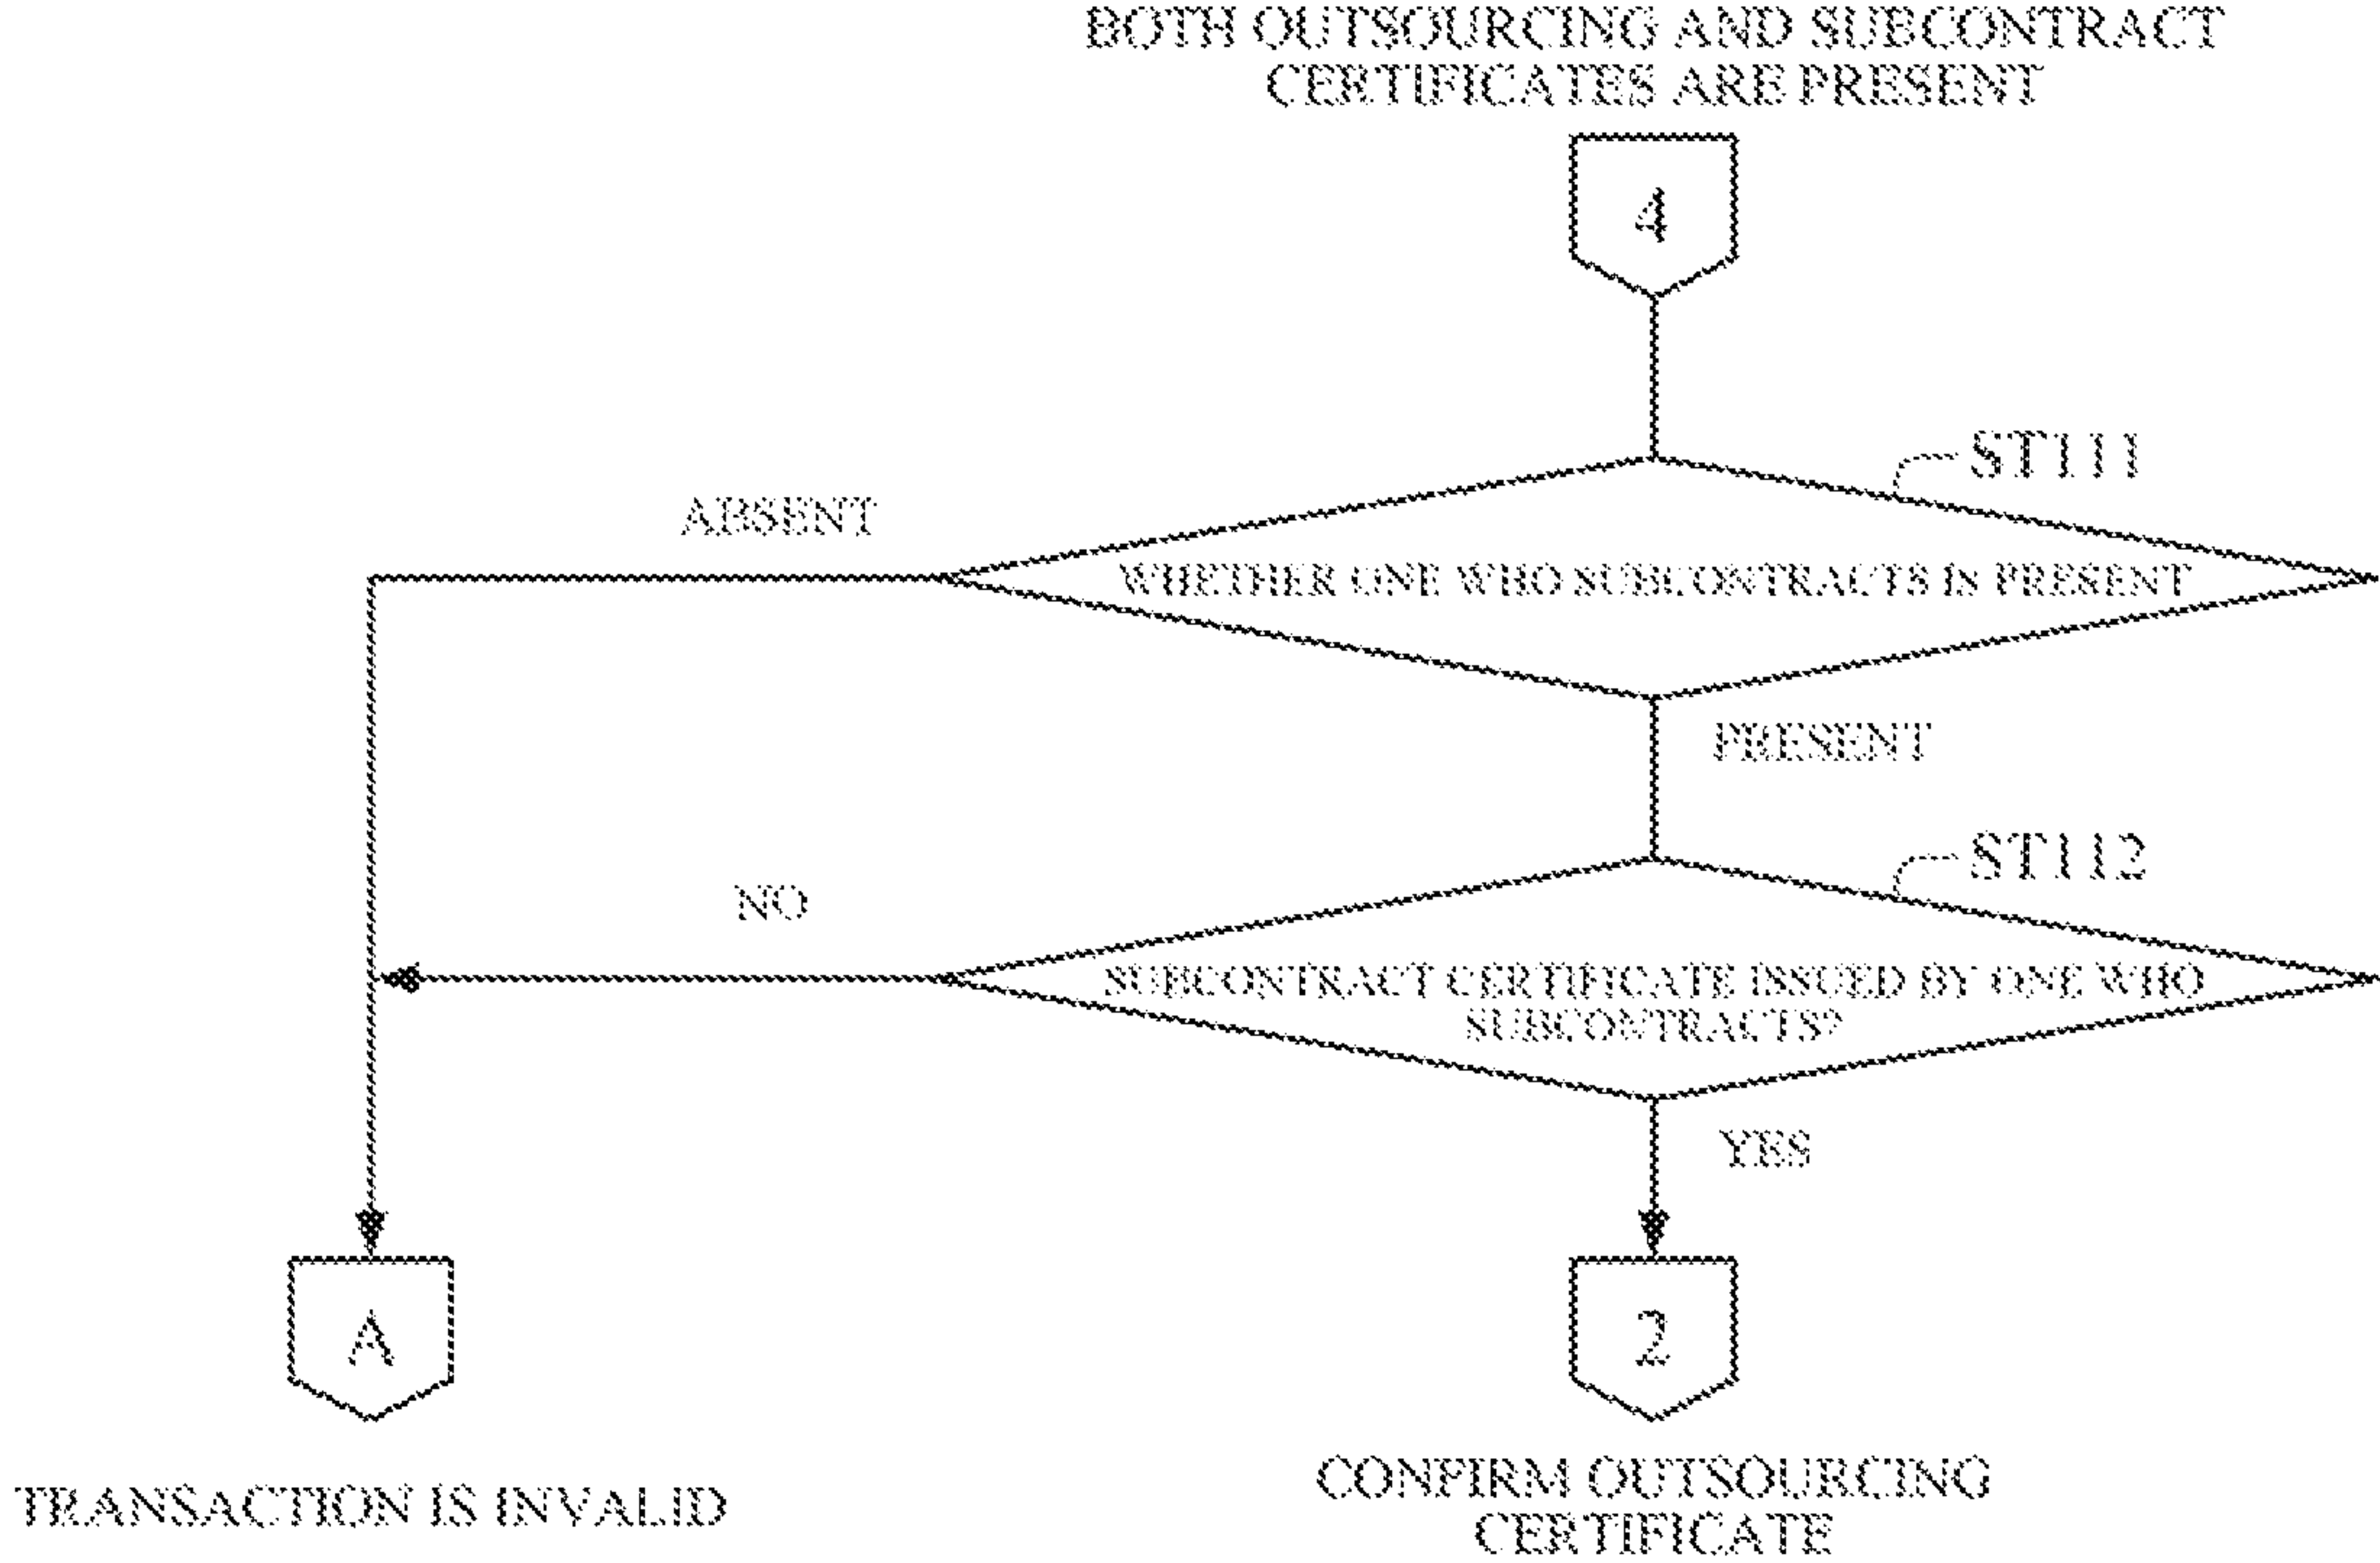 BOTH OUTSOURCING AND SUBCONTRACT
CERTIFICATES ARE PRESENT
4
ST111
ABSENT
WHETHER ONE WHO SUBCONTRACTS IS PRESENT
PRESENT
ST112
NO
SUBCONTRACT CERTIFICATE ISSUED BY ONE WHO
SUBCONTRACTS?
YES
A
2
TRANSACTION IS INVALID
CONFIRM OUTSOURCING
CERTIFICATE